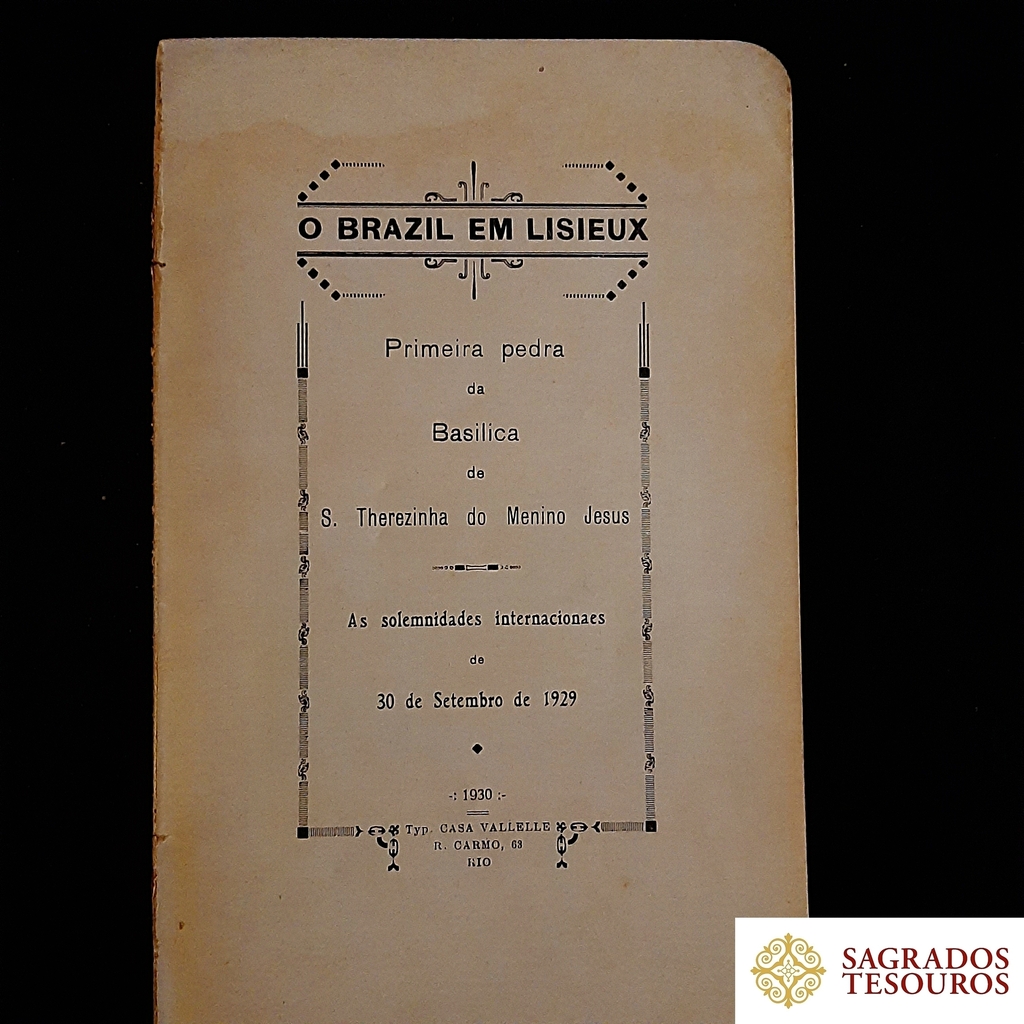 O BRAZIL EM LISIEUX
Primeira pedra
da
Basilica
de
S. Therezinha do Menino Jesus
As solemnidades internacionaes
de
30 de Setembro de 1929
-: 1930 :-
Typ. CASA VALLELLE
R. CARMO, 63
RIO
SAGRADOS
TESOUROS